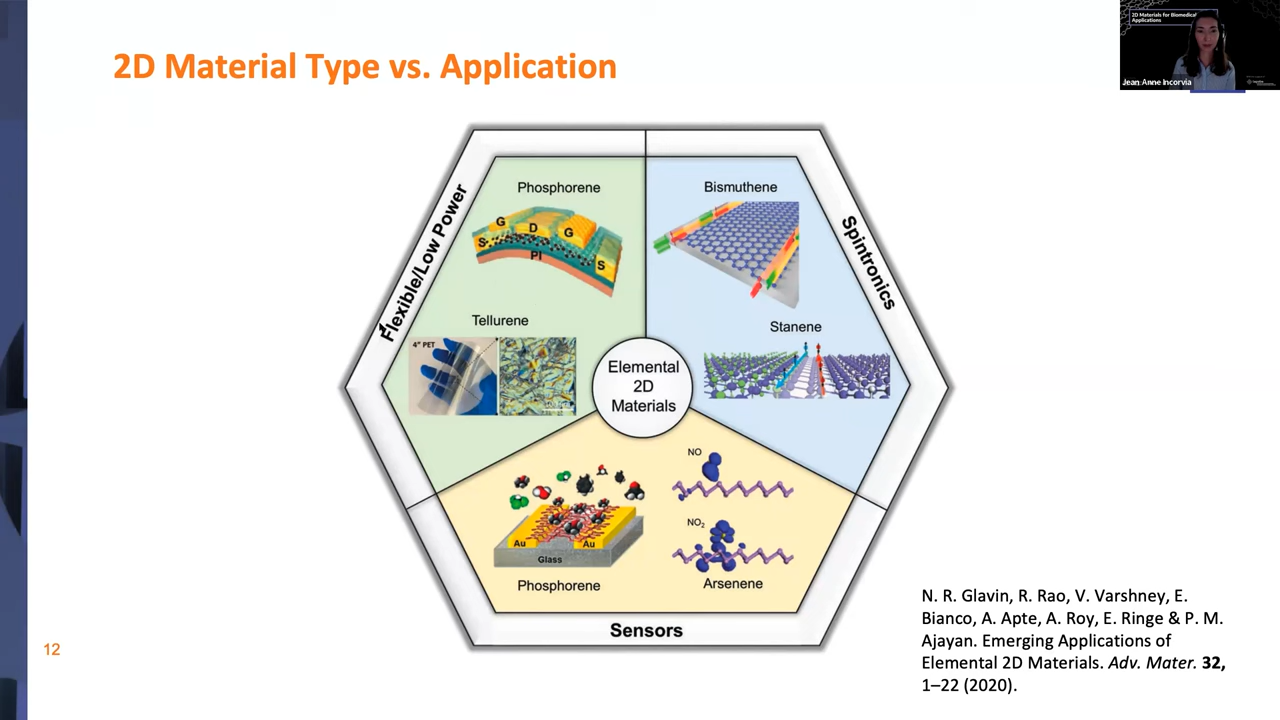 2D Material Type vs. Application
2D Materials for Biomedical
Applications
Jean Anne Incorvia
Flexible/Low Power
Phosphorene
G
D
G
S
PI
S
Tellurene
4" PET
Bismuthene
Spintronics
Stanene
Elemental
2D
Materials
NO
NO₂
Au
Au
Glass
Phosphorene
Arsenene
Sensors
N. R. Glavin, R. Rao, V. Varshney, E.
Bianco, A. Apte, A. Roy, E. Ringe & P. M.
Ajayan. Emerging Applications of
Elemental 2D Materials. Adv. Mater. 32,
1–22 (2020).
12